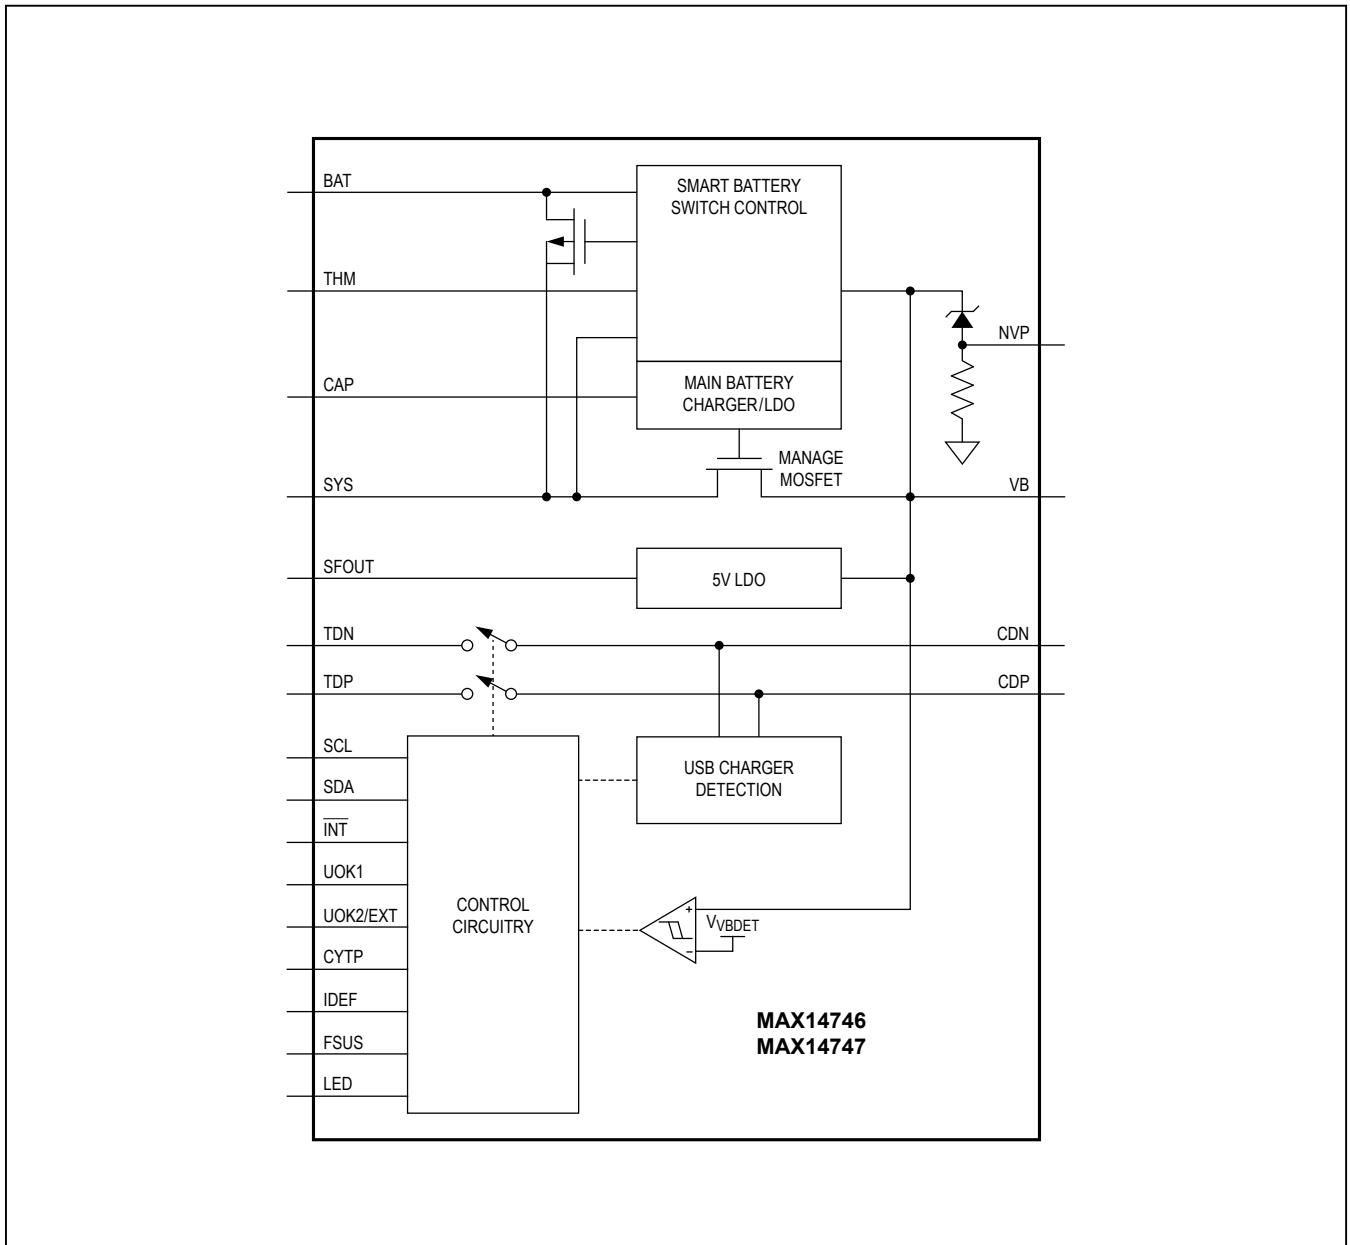 BAT
SMART BATTERY
SWITCH CONTROL
THM
NVP
CAP
MAIN BATTERY
CHARGER/LDO
MANAGE
MOSFET
SYS
VB
SFOUT
5V LDO
TDN
CDN
TDP
CDP
SCL
USB CHARGER
DETECTION
SDA
INT
UOK1
CONTROL
CIRCUITRY
UOK2/EXT
+
VVBDET
-
CYTP
IDEF
FSUS
LED
MAX14746
MAX14747